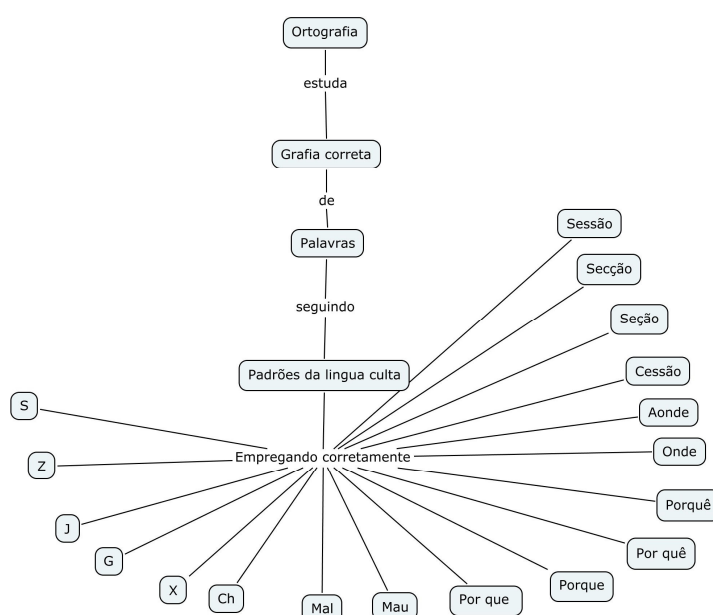 Ortografia
estuda
Grafia correta
de
Palavras
Sessão
Secção
seguindo
Seção
Padrões da lingua culta
Cessão
S
Aonde
Onde
Empregando corretamente
Z
Porquê
J
Por quê
G
Porque
X
Ch
Por que
Mal
Mau